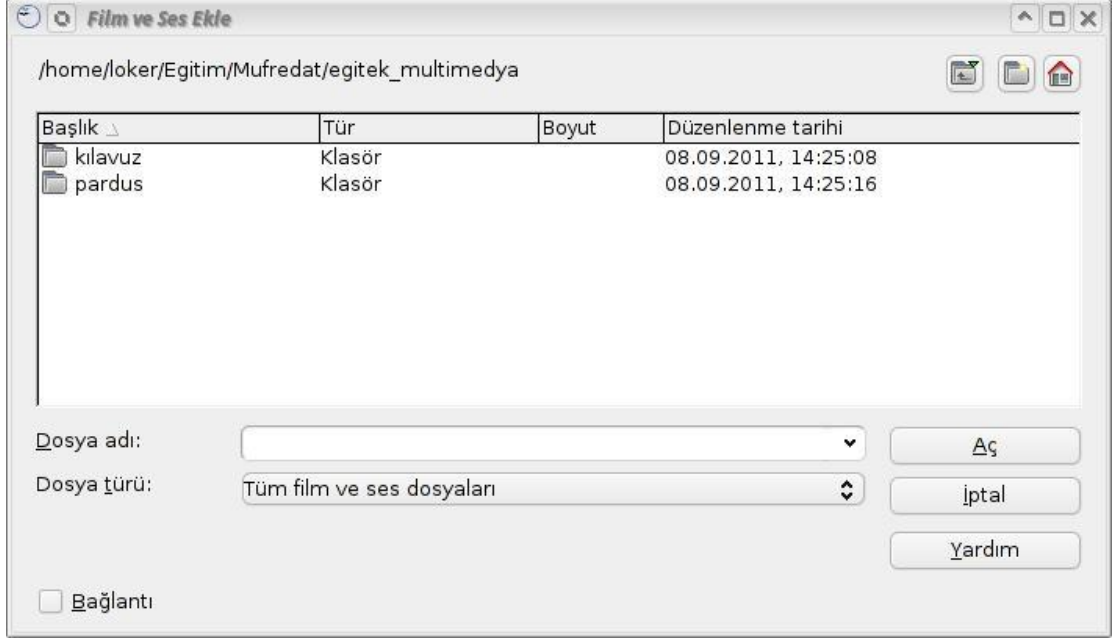 Film ve Ses Ekle
/home/loker/Egitim/Mufredat/egitek_multimedya
Başlık Tür Boyut Düzenlenme tarihi
kılavuz Klasör 08.09.2011, 14:25:08
pardus Klasör 08.09.2011, 14:25:16
Dosya adı: Aç
Dosya türü: Tüm film ve ses dosyaları İptal
Yardım
Bağlantı